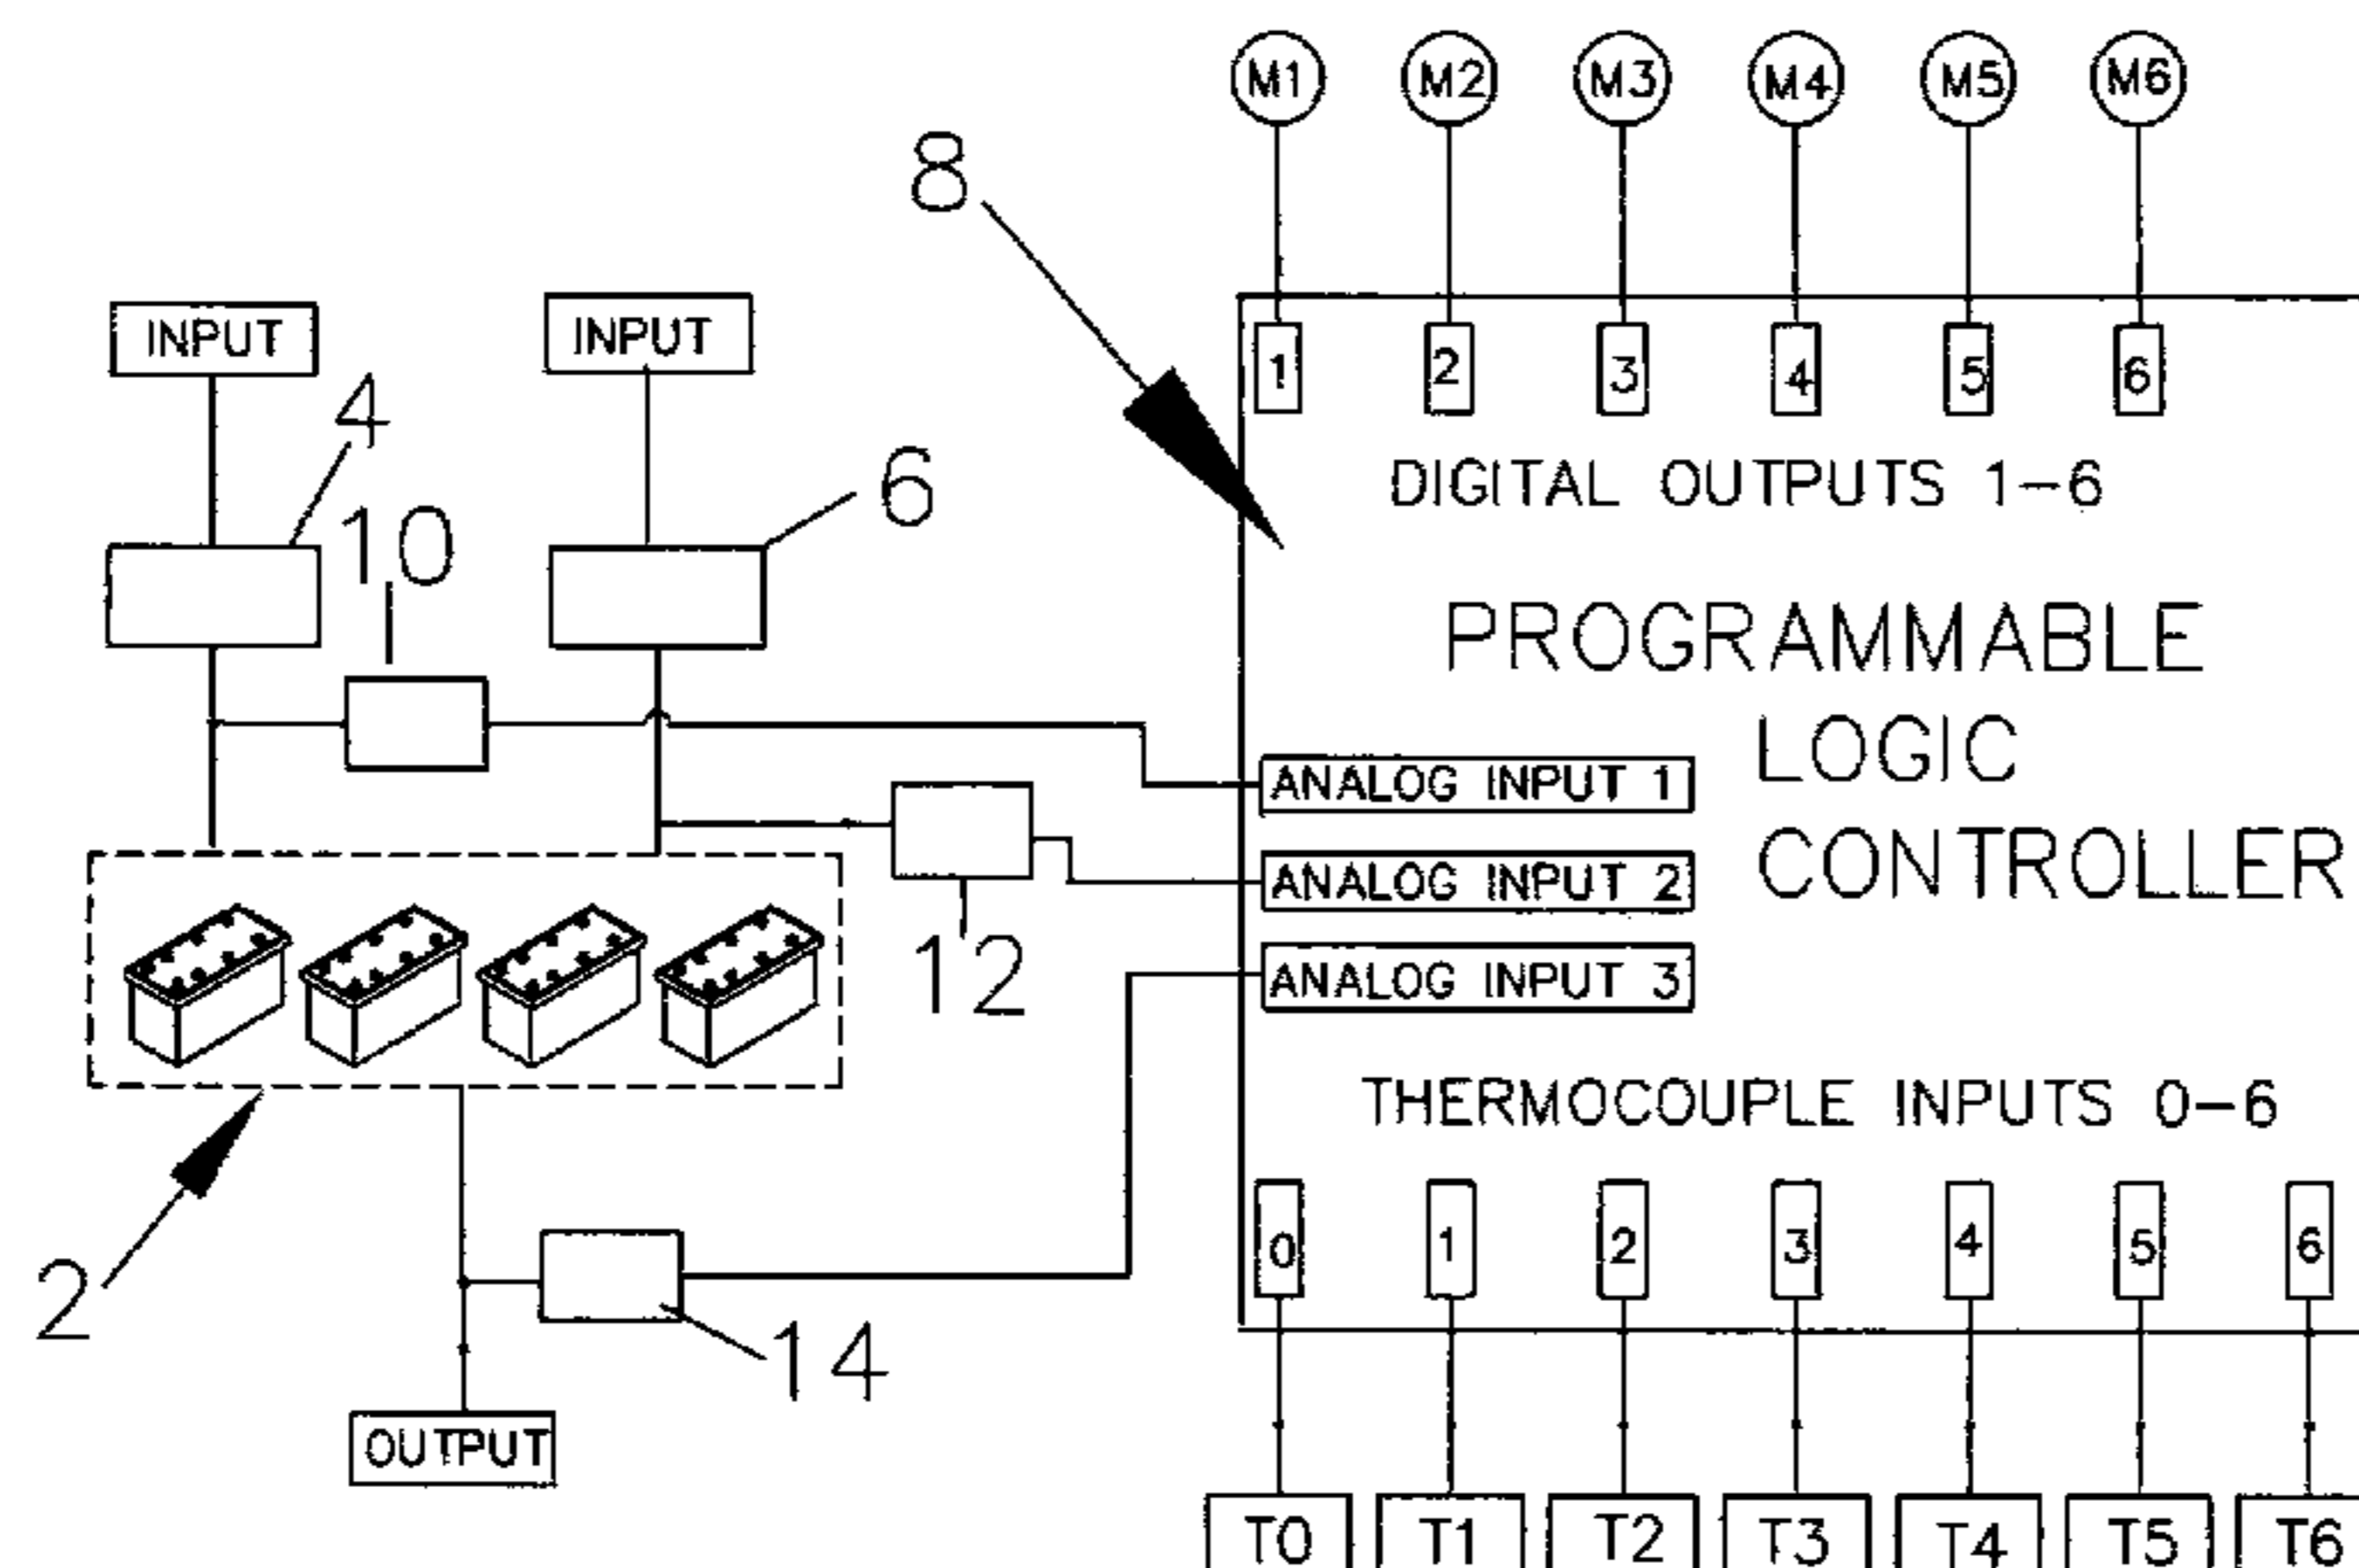 M1 M2 M3 M4 M5 M6
8
INPUT INPUT
1 2 3 4 5 6
4
6
DIGITAL OUTPUTS 1-6
10
PROGRAMMABLE
LOGIC
CONTROLLER
ANALOG INPUT 1
ANALOG INPUT 2
ANALOG INPUT 3
12
THERMOCOUPLE INPUTS 0-6
0 1 2 3 4 5 6
2
14
OUTPUT
T0 T1 T2 T3 T4 T5 T6